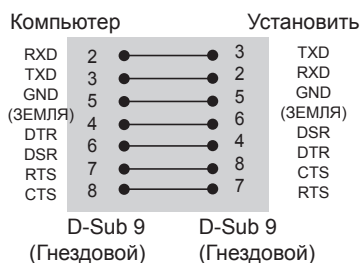 Компьютер Установить
RXD 2 3 TXD
TXD 3 2 RXD
GND 5 5 GND
(ЗЕМЛЯ) 4 6 (ЗЕМЛЯ)
DTR 6 4 DSR
DSR 7 8 DTR
RTS 8 7 CTS
CTS RTS
D-Sub 9 D-Sub 9
(Гнездовой) (Гнездовой)